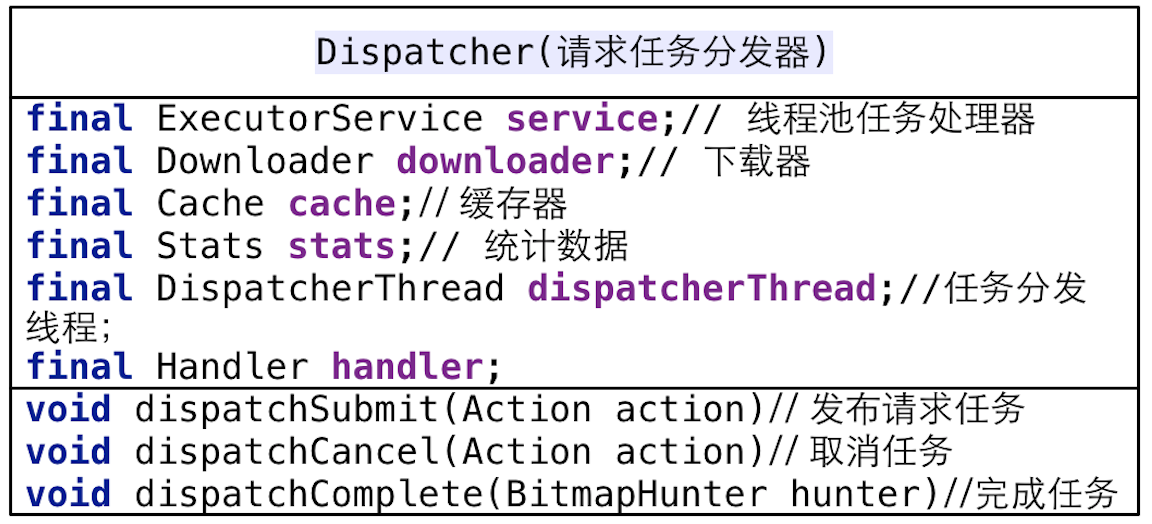 Dispatcher(请求任务分发器)
final ExecutorService service;// 线程池任务处理器
final Downloader downloader;// 下载器
final Cache cache;//缓存器
final Stats stats;// 统计数据
final DispatcherThread dispatcherThread;//任务分发
线程;
final Handler handler;
void dispatchSubmit(Action action)//发布请求任务
void dispatchCancel(Action action)//取消任务
void dispatchComplete(BitmapHunter hunter)//完成任务